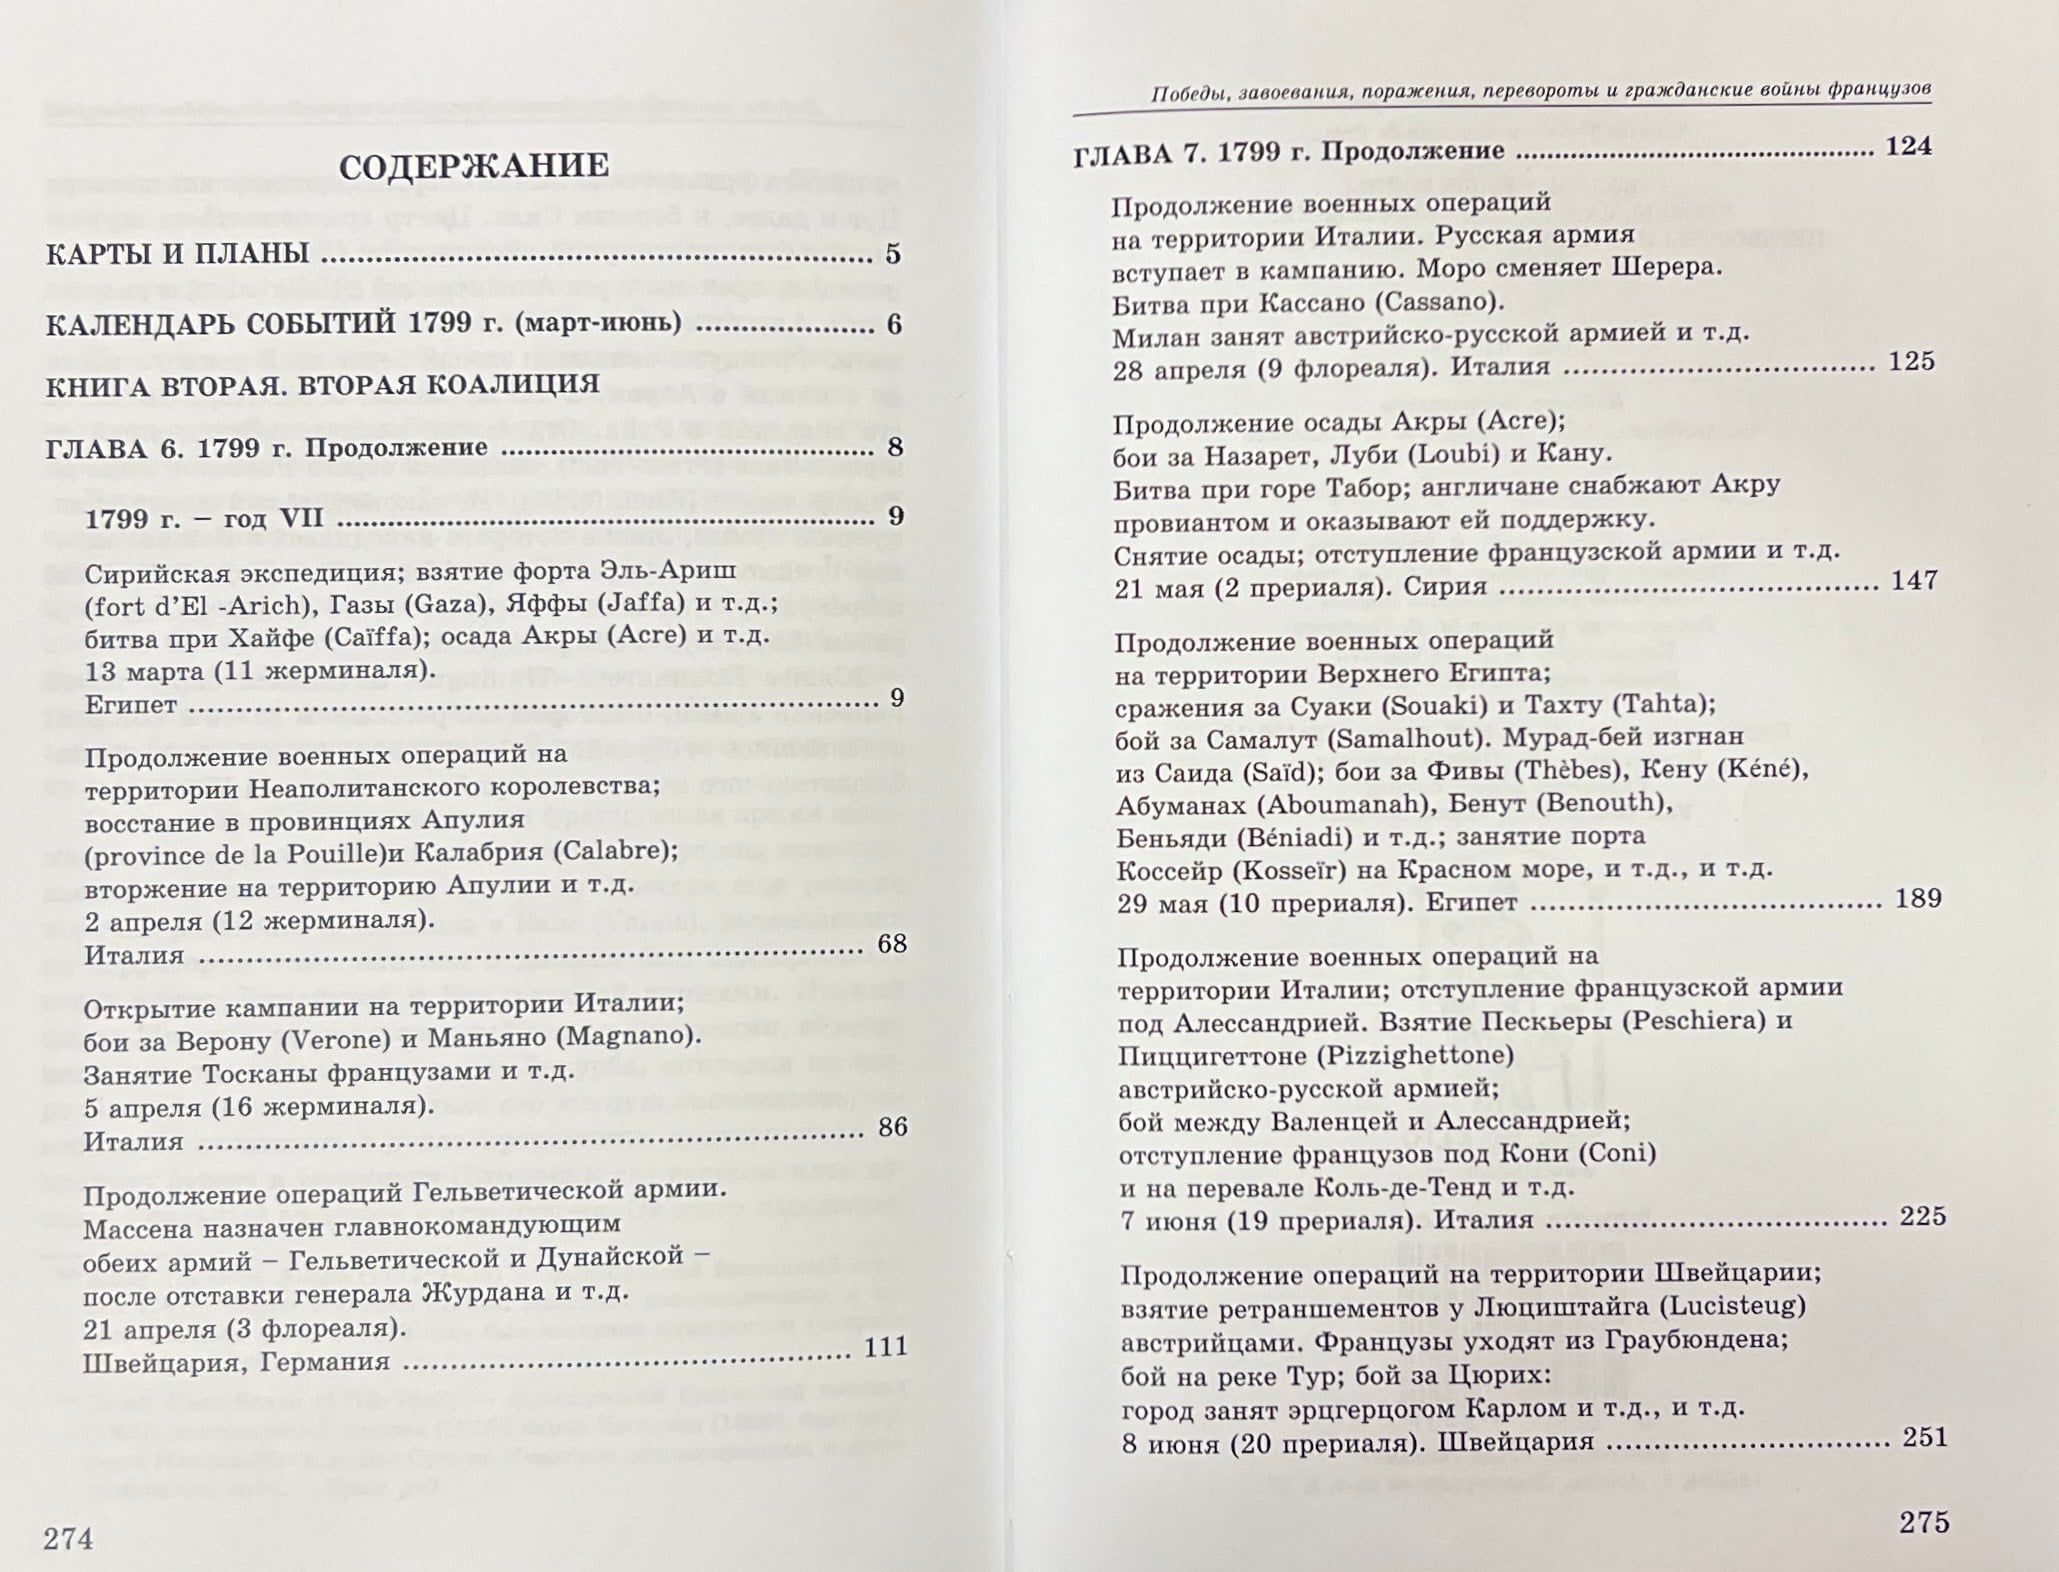 СОДЕРЖАНИЕ
КАРТЫ И ПЛАНЫ ........ 5
КАЛЕНДАРЬ СОБЫТИЙ 1799 г. (март-июнь) ........ 6
КНИГА ВТОРАЯ. ВТОРАЯ КОАЛИЦИЯ
ГЛАВА 6. 1799 г. Продолжение ........ 8
1799 г. – год VII ........ 9
Сирийская экспедиция; взятие форта Эль-Ариш
(fort d’El -Arich), Газы (Gaza), Яффы (Jaffa) и т.д.;
битва при Хайфе (Caïffa); осада Акры (Acre) и т.д.
13 марта (11 жерминаля).
Египет ........ 9
Продолжение военных операций на
территории Неаполитанского королевства;
восстание в провинциях Апулия
(province de la Pouille)и Калабрия (Calabre);
вторжение на территорию Апулии и т.д.
2 апреля (12 жерминаля).
Италия ........ 68
Открытие кампании на территории Италии;
бои за Верону (Verone) и Маньяно (Magnano).
Занятие Тосканы французами и т.д.
5 апреля (16 жерминаля).
Италия ........ 86
Продолжение операций Гельветической армии.
Массена назначен главнокомандующим
обеих армий – Гельветической и Дунайской –
после отставки генерала Журдана и т.д.
21 апреля (3 флореаля).
Швейцария, Германия ........ 111
274
Победы, завоевания, поражения, перевороты и гражданские войны французов
ГЛАВА 7. 1799 г. Продолжение ........ 124
Продолжение военных операций
на территории Италии. Русская армия
вступает в кампанию. Моро сменяет Шерера.
Битва при Кассано (Cassano).
Милан занят австрийско-русской армией и т.д.
28 апреля (9 флореаля). Италия ........ 125
Продолжение осады Акры (Acre);
бои за Назарет, Луби (Loubi) и Кану.
Битва при горе Табор; англичане снабжают Акру
провиантом и оказывают ей поддержку.
Снятие осады; отступление французской армии и т.д.
21 мая (2 прериаля). Сирия ........ 147
Продолжение военных операций
на территории Верхнего Египта;
сражения за Суаки (Souaki) и Тахту (Tahta);
бой за Самалут (Samalhout). Мурад-бей изгнан
из Саида (Saïd); бои за Фивы (Thèbes), Кену (Kéné),
Абуманах (Aboumanah), Бенут (Benouth),
Беньяди (Béniadi) и т.д.; занятие порта
Коссейр (Kosseïr) на Красном море, и т.д., и т.д.
29 мая (10 прериаля). Египет ........ 189
Продолжение военных операций на
территории Италии; отступление французской армии
под Алессандрией. Взятие Пескьеры (Peschiera) и
Пиццигеттоне (Pizzighettone)
австрийско-русской армией;
бой между Валенцей и Алессандрией;
отступление французов под Кони (Coni)
и на перевале Коль-де-Тенд и т.д.
7 июня (19 прериаля). Италия ........ 225
Продолжение операций на территории Швейцарии;
взятие ретраншементов у Люциштайга (Lucisteug)
австрийцами. Французы уходят из Граубюндена;
бой на реке Тур; бой за Цюрих:
город занят эрцгерцогом Карлом и т.д., и т.д.
8 июня (20 прериаля). Швейцария ........ 251
275